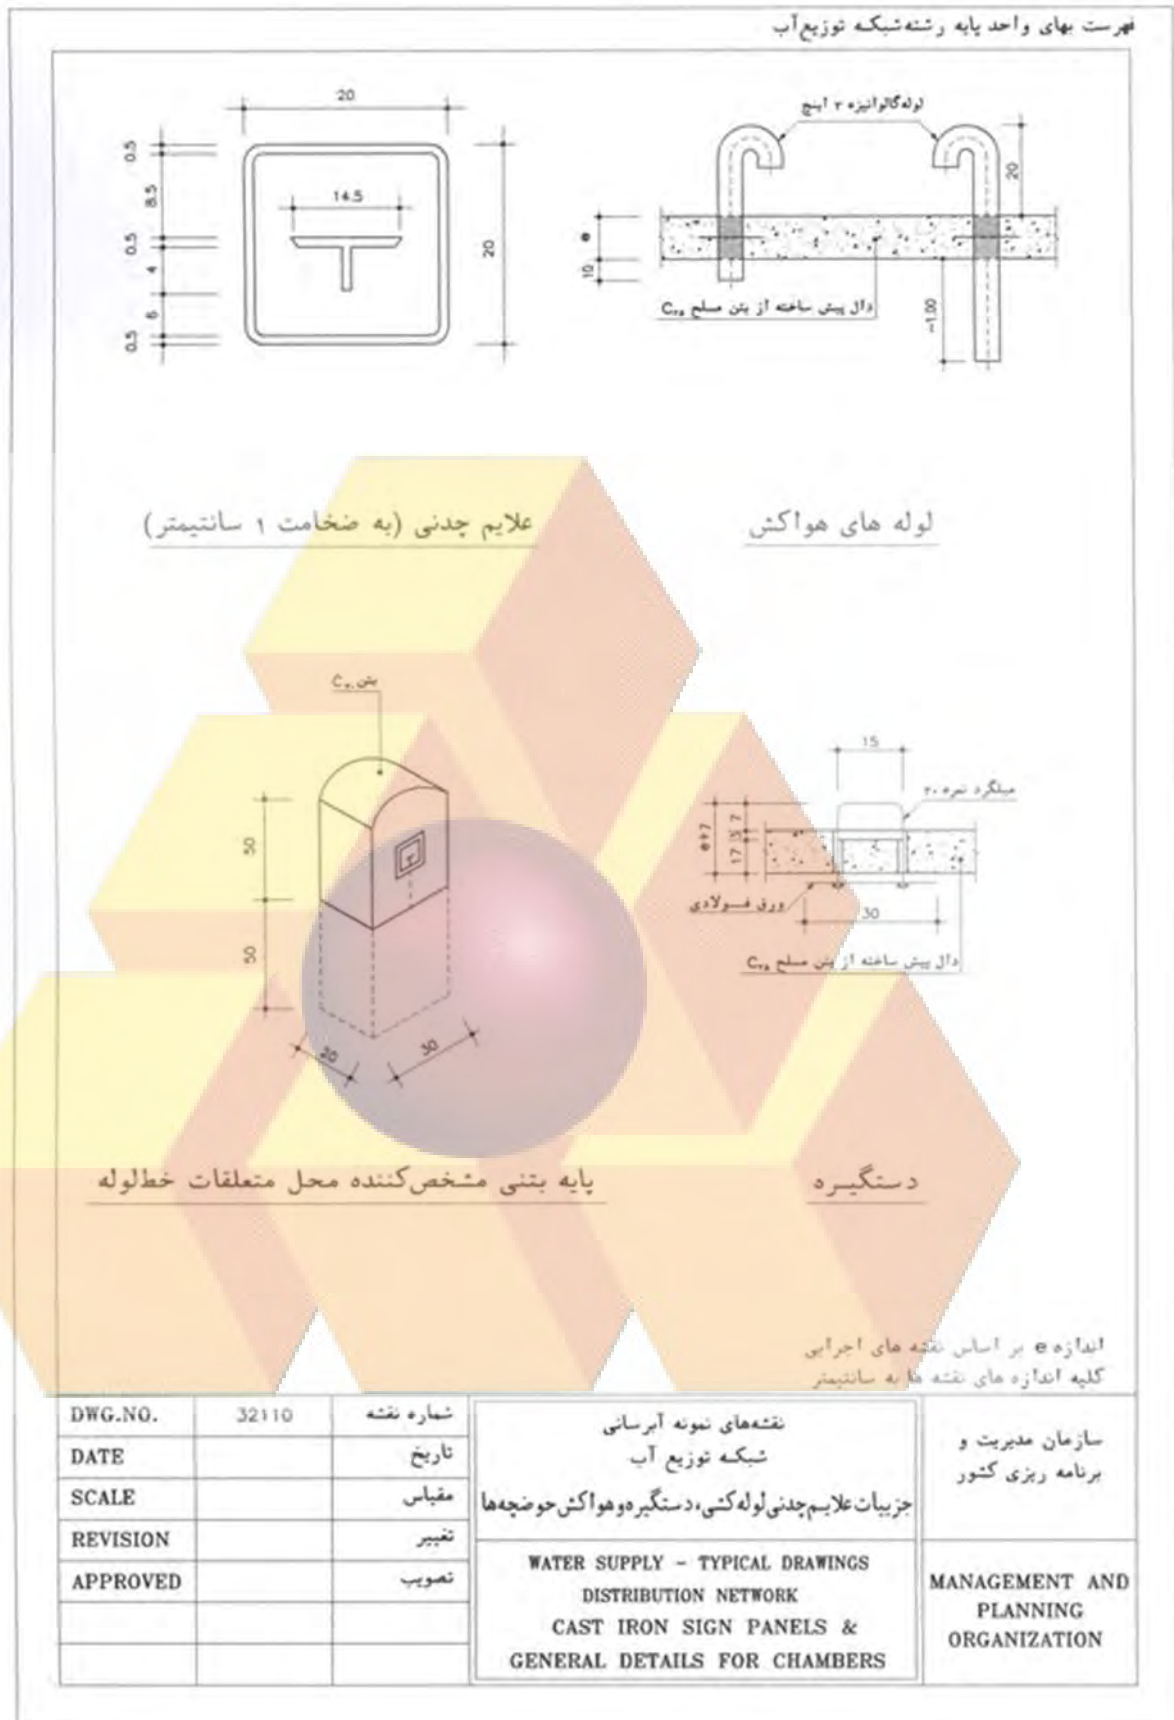 فهرست بهای واحد پایه رشته شبکه توزیع آب
20
0.5
8.5
0.5
4
6
0.5
14.5
20
لوله گالوانیزه ۳ اینچ
20
e
10
~1.00
دال پیش ساخته از بتن مسلح C۲۵
علایم چدنی (به ضخامت ۱ سانتیمتر)
لوله های هواکش
بتن C۲۰
50
50
20
30
15
میلگرد نمره ۲۰
e+7
7
3
17
ورق فولادی
30
دال پیش ساخته از بتن مسلح C۲۵
پایه بتنی مشخص‌کننده محل متعلقات خط‌لوله
دستگیره
اندازه e بر اساس نقشه های اجرایی
کلیه اندازه های نقشه ها به سانتیمتر
DWG.NO. 32110 شماره نقشه
DATE تاریخ
SCALE مقیاس
REVISION تغییر
APPROVED تصویب
نقشه‌های نمونه آبرسانی
شبکه توزیع آب
جزییات علایم چدنی لوله کشی، دستگیره و هواکش حوضچه‌ها
WATER SUPPLY – TYPICAL DRAWINGS
DISTRIBUTION NETWORK
CAST IRON SIGN PANELS &
GENERAL DETAILS FOR CHAMBERS
سازمان مدیریت و
برنامه ریزی کشور
MANAGEMENT AND
PLANNING
ORGANIZATION